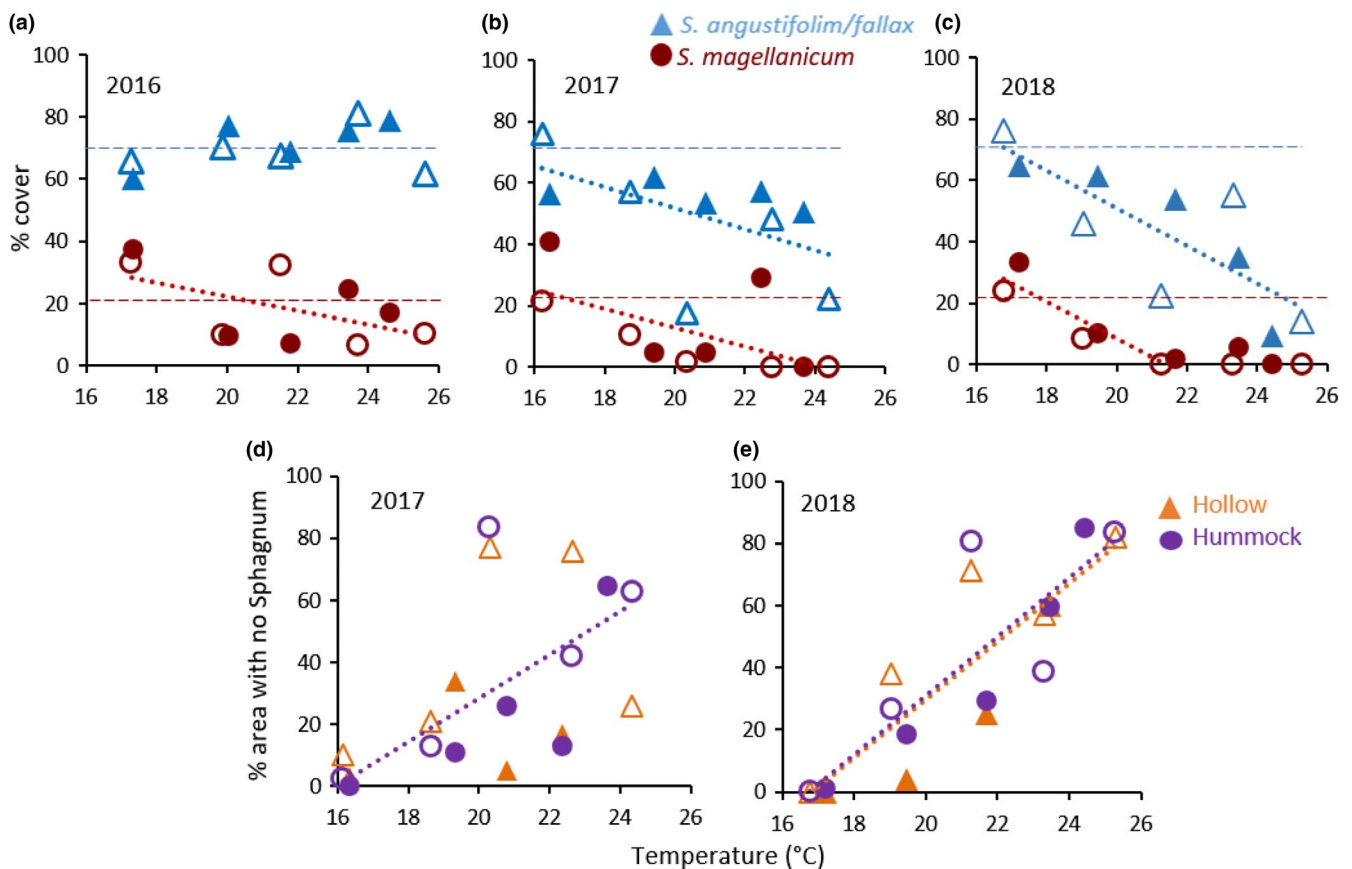 (a)
(b)
(c)
S. angustifolim/fallax
S. magellanicum
2016
2017
2018
% cover
100
80
60
40
20
0
16 18 20 22 24 26
100
80
60
40
20
0
16 18 20 22 24 26
100
80
60
40
20
0
16 18 20 22 24 26
(d)
(e)
2017
2018
Hollow
Hummock
% area with no Sphagnum
100
80
60
40
20
0
16 18 20 22 24 26
100
80
60
40
20
0
16 18 20 22 24 26
Temperature (°C)